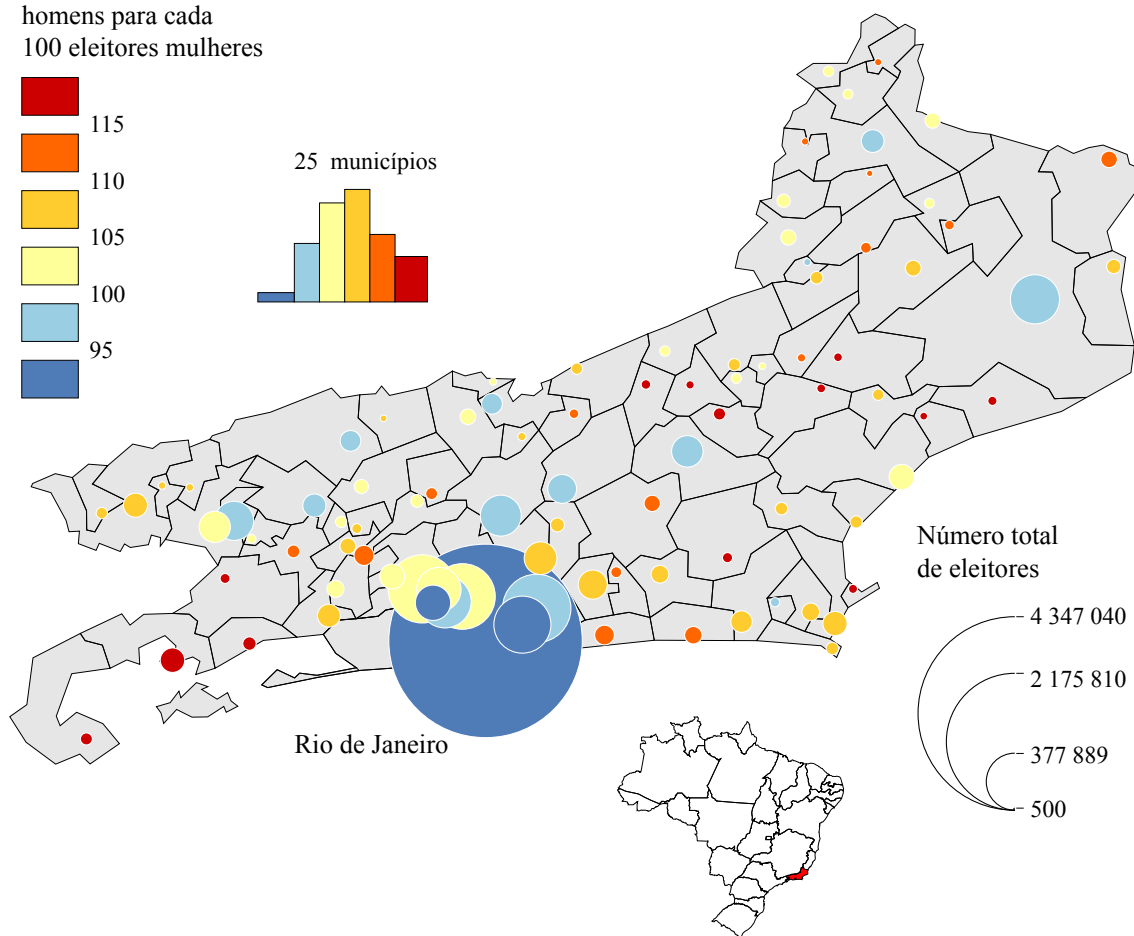 homens para cada
100 eleitores mulheres
115
110
105
100
95
25 municípios
Rio de Janeiro
Número total
de eleitores
4 347 040
2 175 810
377 889
500